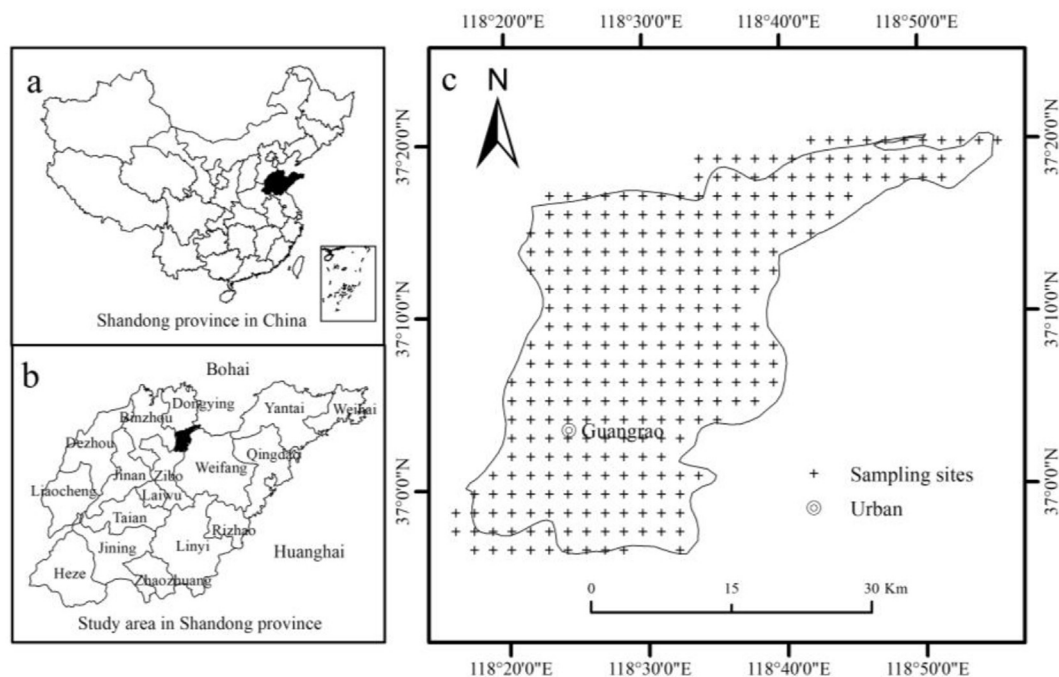 a
Shandong province in China
b
Bohai
Dongying
Binzhou
Yantai
Weihai
Dezhou
Qingdao
Weifang
Jinan
Zibo
Liaocheng
Laiwu
Taian
Rizhao
Jining
Linyi
Huanghai
Heze
Zhaozhuang
Study area in Shandong province
118°20'0"E
118°30'0"E
118°40'0"E
118°50'0"E
c
N
37°20'0"N
37°20'0"N
37°10'0"N
37°10'0"N
37°0'0"N
37°0'0"N
Guangrao
Sampling sites
Urban
0 15 30 Km
118°20'0"E
118°30'0"E
118°40'0"E
118°50'0"E